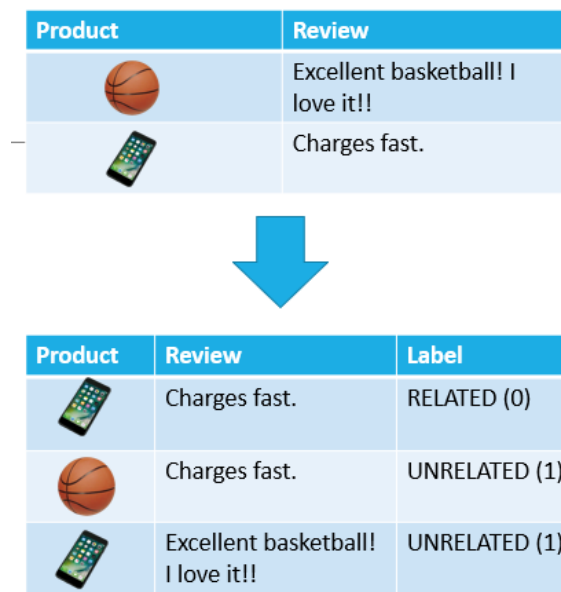 Product Review
Excellent basketball! I
love it!!
Charges fast.
Product Review Label
Charges fast. RELATED (0)
Charges fast. UNRELATED (1)
Excellent basketball! UNRELATED (1)
I love it!!